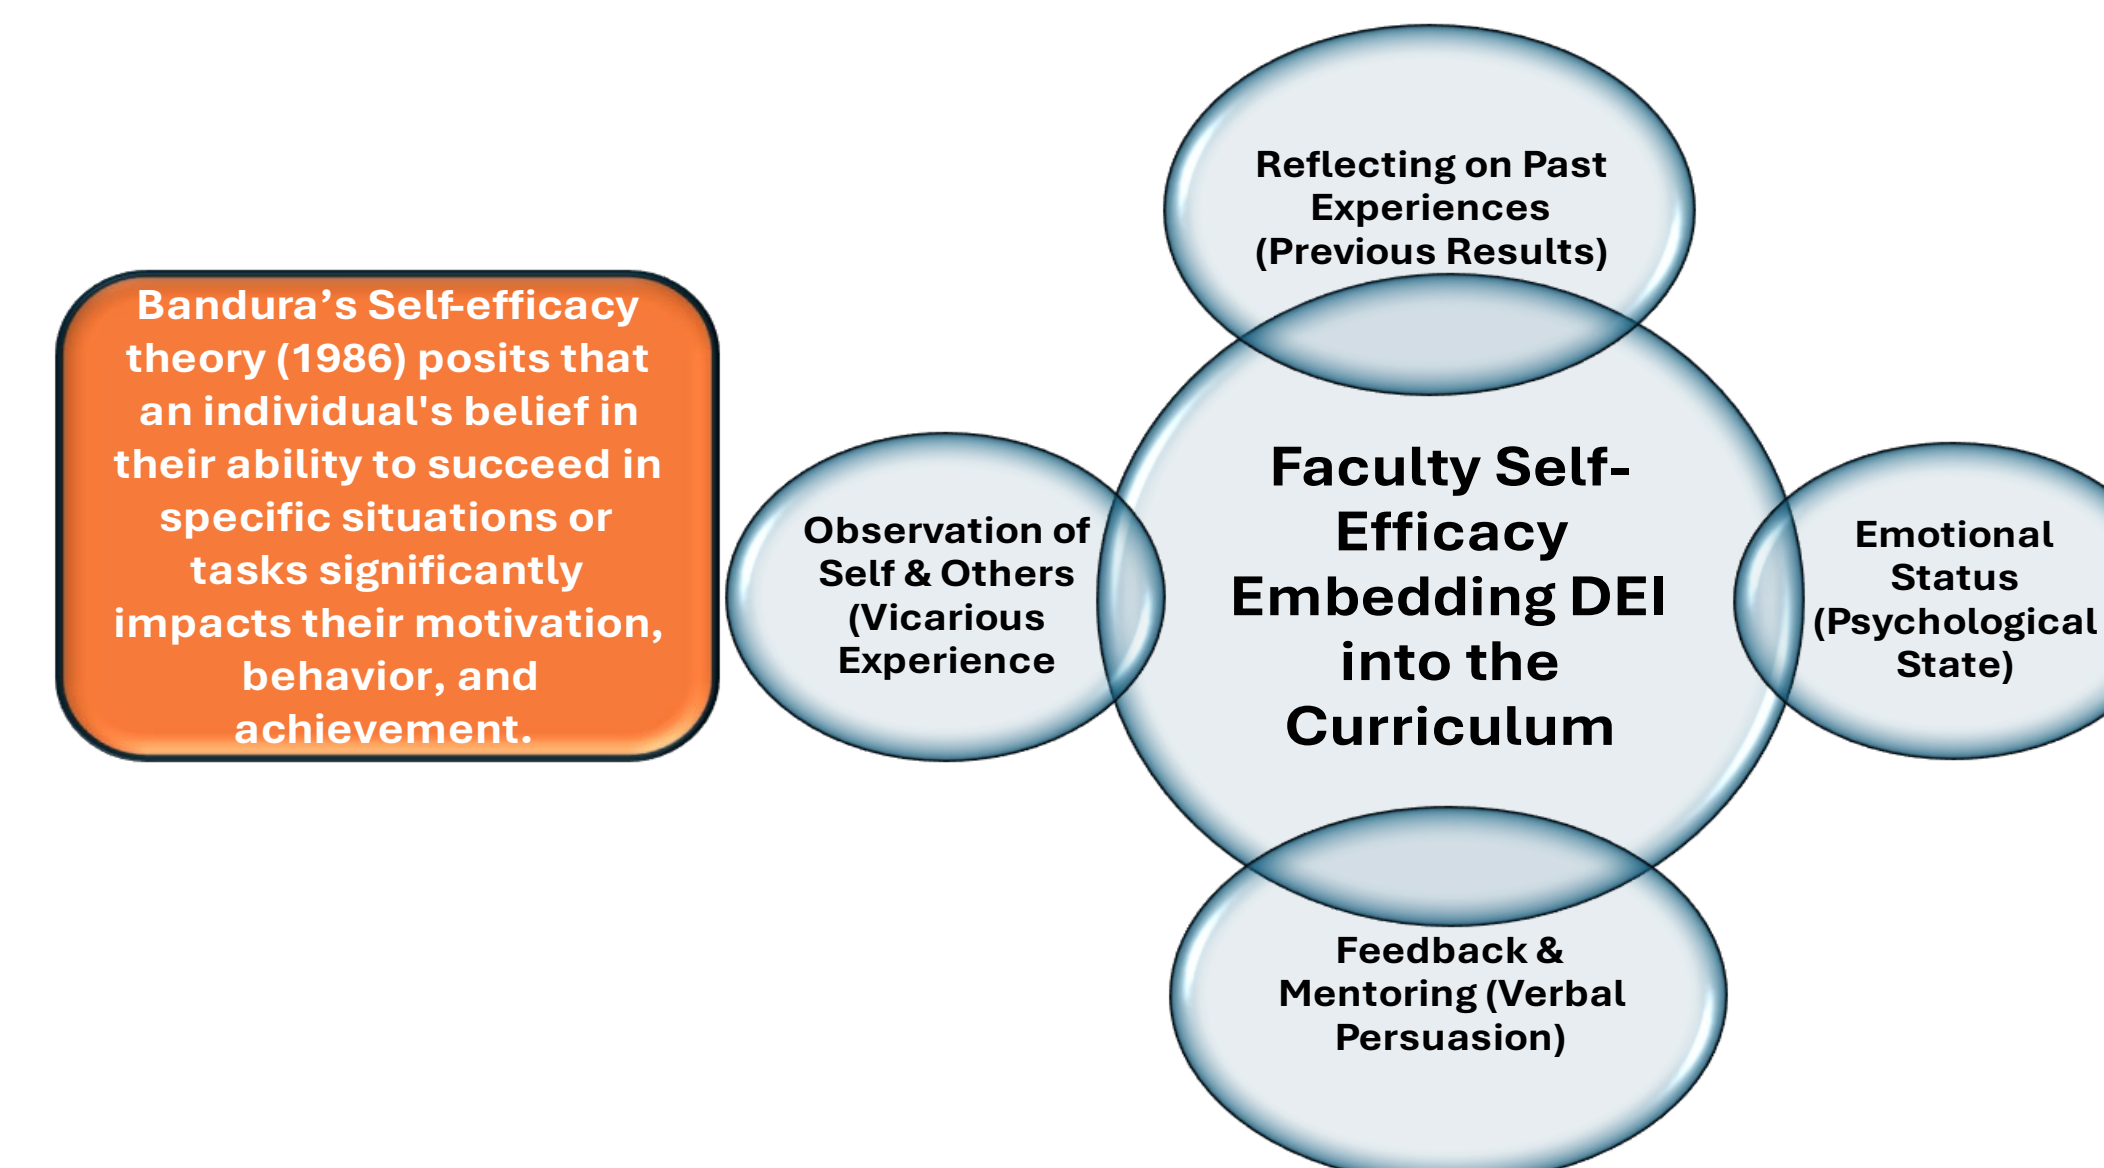 Bandura’s Self-efficacy
theory (1986) posits that
an individual's belief in
their ability to succeed in
specific situations or
tasks significantly
impacts their motivation,
behavior, and
achievement.
Reflecting on Past
Experiences
(Previous Results)
Observation of
Self & Others
(Vicarious
Experience
Faculty Self-
Efficacy
Embedding DEI
into the
Curriculum
Emotional
Status
(Psychological
State)
Feedback &
Mentoring (Verbal
Persuasion)